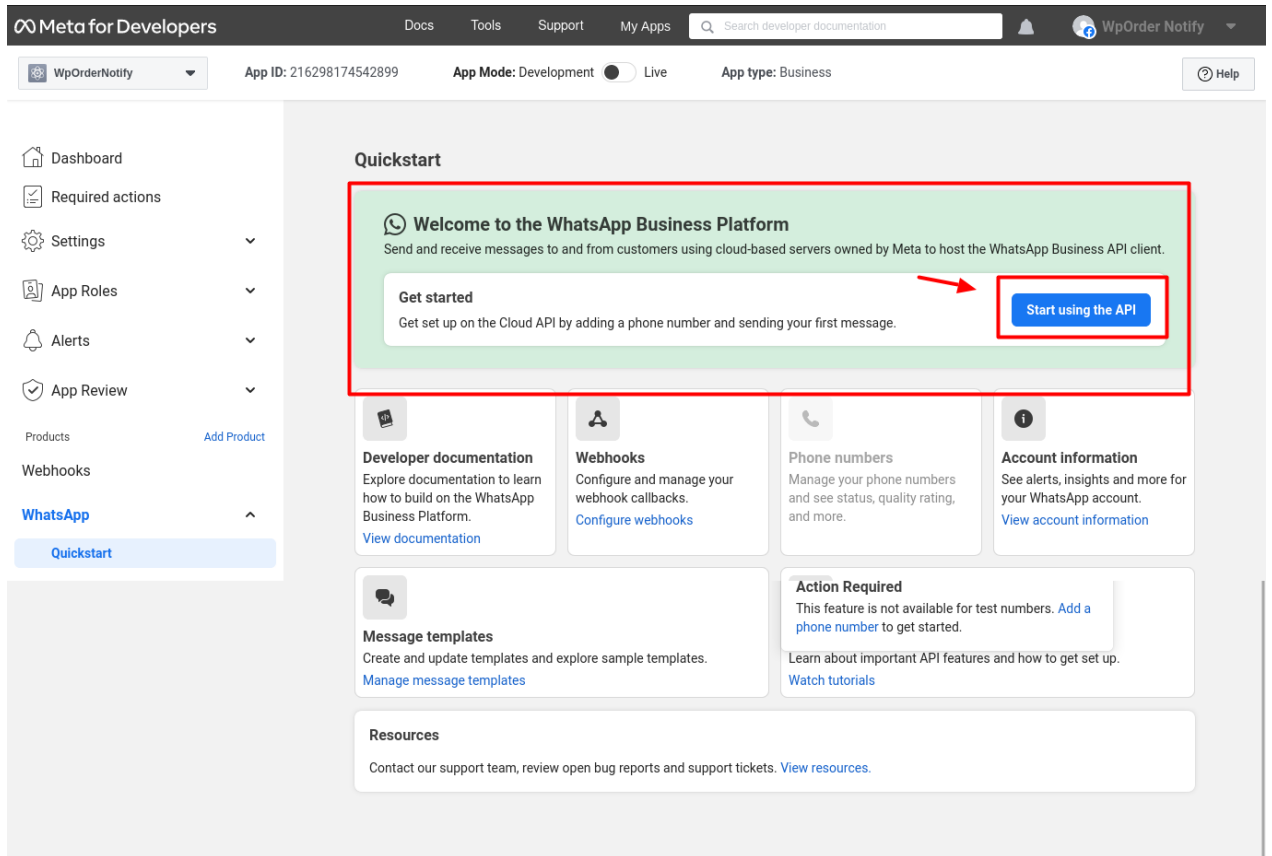 Meta for Developers
Docs Tools Support My Apps Search developer documentation WpOrder Notify
WpOrderNotify App ID: 216298174542899 App Mode: Development Live App type: Business Help
Dashboard
Required actions
Settings
App Roles
Alerts
App Review
Products Add Product
Webhooks
WhatsApp
Quickstart
Quickstart
Welcome to the WhatsApp Business Platform
Send and receive messages to and from customers using cloud-based servers owned by Meta to host the WhatsApp Business API client.
Get started
Get set up on the Cloud API by adding a phone number and sending your first message.
Start using the API
Developer documentation
Explore documentation to learn
how to build on the WhatsApp
Business Platform.
View documentation
Webhooks
Configure and manage your
webhook callbacks.
Configure webhooks
Phone numbers
Manage your phone numbers
and see status, quality rating,
and more.
Account information
See alerts, insights and more for
your WhatsApp account.
View account information
Message templates
Create and update templates and explore sample templates.
Manage message templates
Action Required
This feature is not available for test numbers. Add a
phone number to get started.
Learn about important API features and how to get set up.
Watch tutorials
Resources
Contact our support team, review open bug reports and support tickets. View resources.